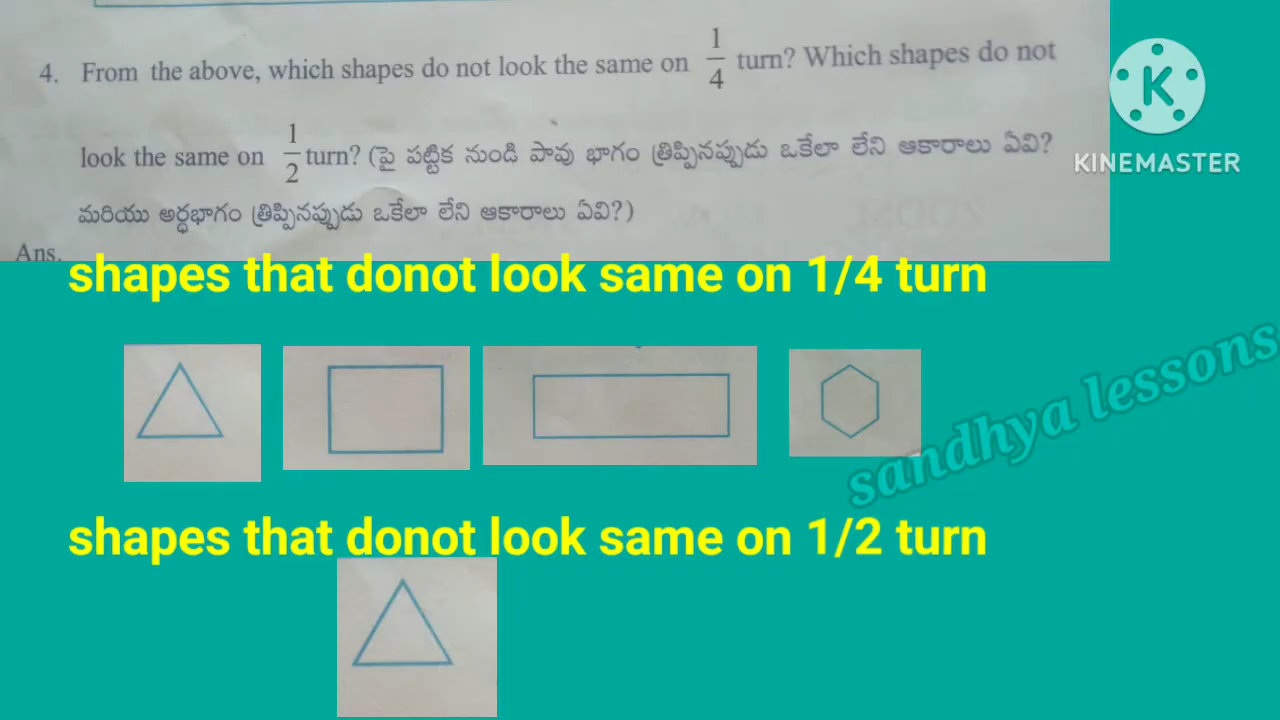 4. From the above, which shapes do not look the same on 1/4 turn? Which shapes do not
look the same on 1/2 turn? (పై పట్టిక నుండి పావు భాగం త్రిప్పినప్పుడు ఒకేలా లేని ఆకారాలు ఏవి?
మరియు అర్ధభాగం త్రిప్పినప్పుడు ఒకేలా లేని ఆకారాలు ఏవి?)
Ans.
K
KINEMASTER
shapes that donot look same on 1/4 turn
sandhya lessons
shapes that donot look same on 1/2 turn